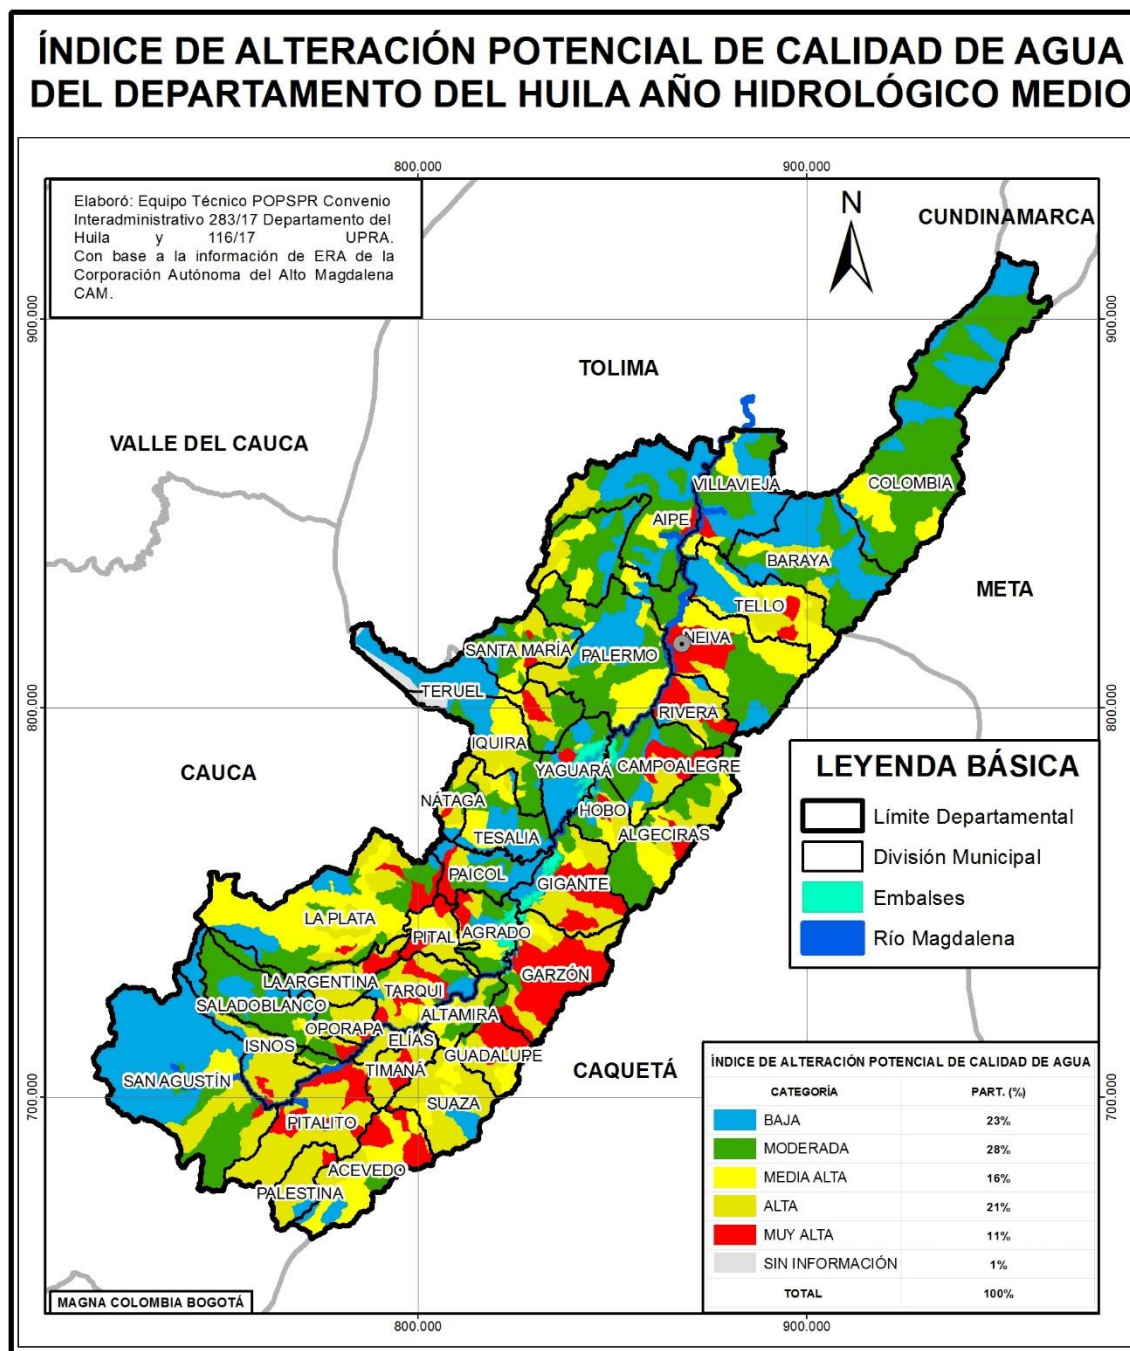 ÍNDICE DE ALTERACIÓN POTENCIAL DE CALIDAD DE AGUA
DEL DEPARTAMENTO DEL HUILA AÑO HIDROLÓGICO MEDIO
800.000
900.000
Elaboró: Equipo Técnico POPSPR Convenio
Interadministrativo 283/17 Departamento del
Huila y 116/17 UPRA.
Con base a la información de ERA de la
Corporación Autónoma del Alto Magdalena
CAM.
N
CUNDINAMARCA
900.000
900.000
TOLIMA
VALLE DEL CAUCA
VILLAVIEJA
COLOMBIA
AIPE
BARAYA
META
TELLO
NEIVA
SANTA MARÍA
PALERMO
TERUEL
800.000
800.000
RIVERA
IQUIRA
CAUCA
YAGUARÁ
CAMPOALEGRE
NÁTAGA
HOBO
ALGECIRAS
TESALIA
PAICOL
GIGANTE
LA PLATA
PITAL
AGRADO
LA ARGENTINA
GARZÓN
TARQUI
SALADOBLANCO
ALTAMIRA
OPORAPA
ELÍAS
ISNOS
GUADALUPE
TIMANÁ
SAN AGUSTÍN
SUAZA
CAQUETÁ
700.000
700.000
PITALITO
ACEVEDO
PALESTINA
LEYENDA BÁSICA
Límite Departamental
División Municipal
Embalses
Río Magdalena
ÍNDICE DE ALTERACIÓN POTENCIAL DE CALIDAD DE AGUA
CATEGORÍA PART. (%)
BAJA 23%
MODERADA 28%
MEDIA ALTA 16%
ALTA 21%
MUY ALTA 11%
SIN INFORMACIÓN 1%
TOTAL 100%
MAGNA COLOMBIA BOGOTÁ
800.000
900.000